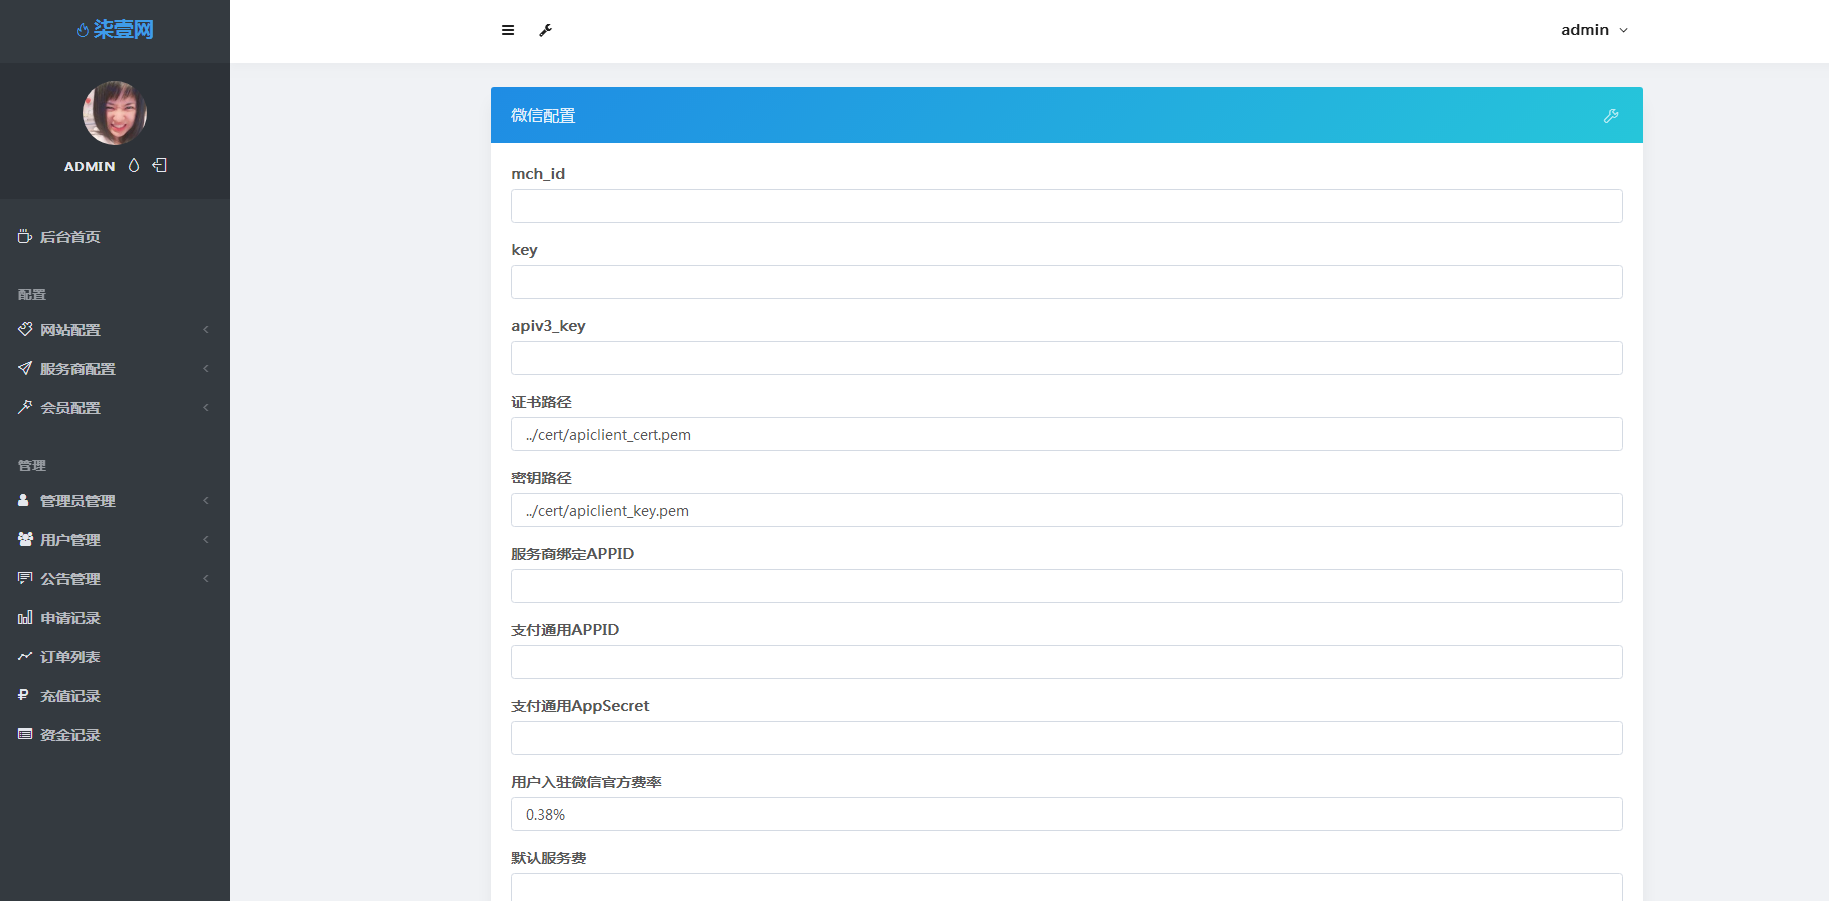 柒壹网
ADMIN
后台首页
配置
网站配置
服务商配置
会员配置
管理
管理员管理
用户管理
公告管理
申请记录
订单列表
充值记录
资金记录
admin
微信配置
mch_id
key
apiv3_key
证书路径
../cert/apiclient_cert.pem
密钥路径
../cert/apiclient_key.pem
服务商绑定APPID
支付通用APPID
支付通用AppSecret
用户入驻微信官方费率
0.38%
默认服务费